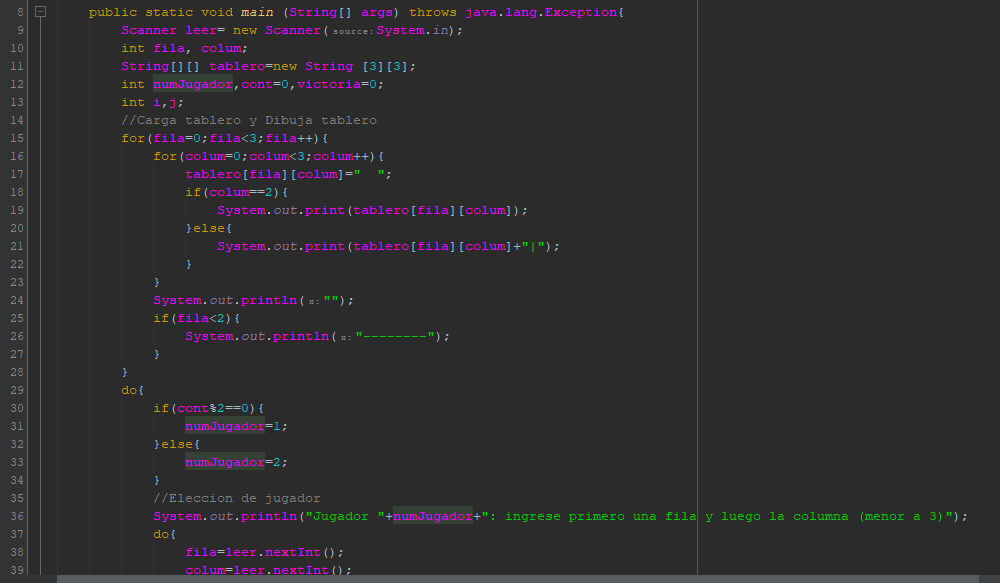 8 public static void main (String[] args) throws java.lang.Exception{
9 Scanner leer= new Scanner( source: System.in);
10 int fila, colum;
11 String[][] tablero=new String [3][3];
12 int numJugador,cont=0,victoria=0;
13 int i,j;
14 //Carga tablero y Dibuja tablero
15 for(fila=0;fila<3;fila++){
16 for(colum=0;colum<3;colum++){
17 tablero[fila][colum]="  ";
18 if(colum==2){
19 System.out.print(tablero[fila][colum]);
20 }else{
21 System.out.print(tablero[fila][colum]+"|");
22 }
23 }
24 System.out.println( x: "");
25 if(fila<2){
26 System.out.println( x: "--------");
27 }
28 }
29 do{
30 if(cont%2==0){
31 numJugador=1;
32 }else{
33 numJugador=2;
34 }
35 //Eleccion de jugador
36 System.out.println("Jugador "+numJugador+": ingrese primero una fila y luego la columna (menor a 3)");
37 do{
38 fila=leer.nextInt();
39 colum=leer.nextInt();